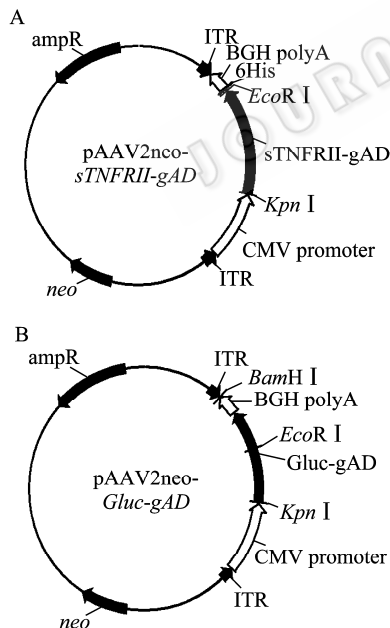 A
ITR
ampR
BGH polyA
6His
EcoR I
JOURN
pAAV2nco-
sTNFRII-gAD
sTNFRII-gAD
Kpn I
CMV promoter
neo
ITR
B
ITR
ampR
BamH I
BGH polyA
EcoR I
Gluc-gAD
pAAV2neo-
Gluc-gAD
Kpn I
CMV promoter
neo
ITR